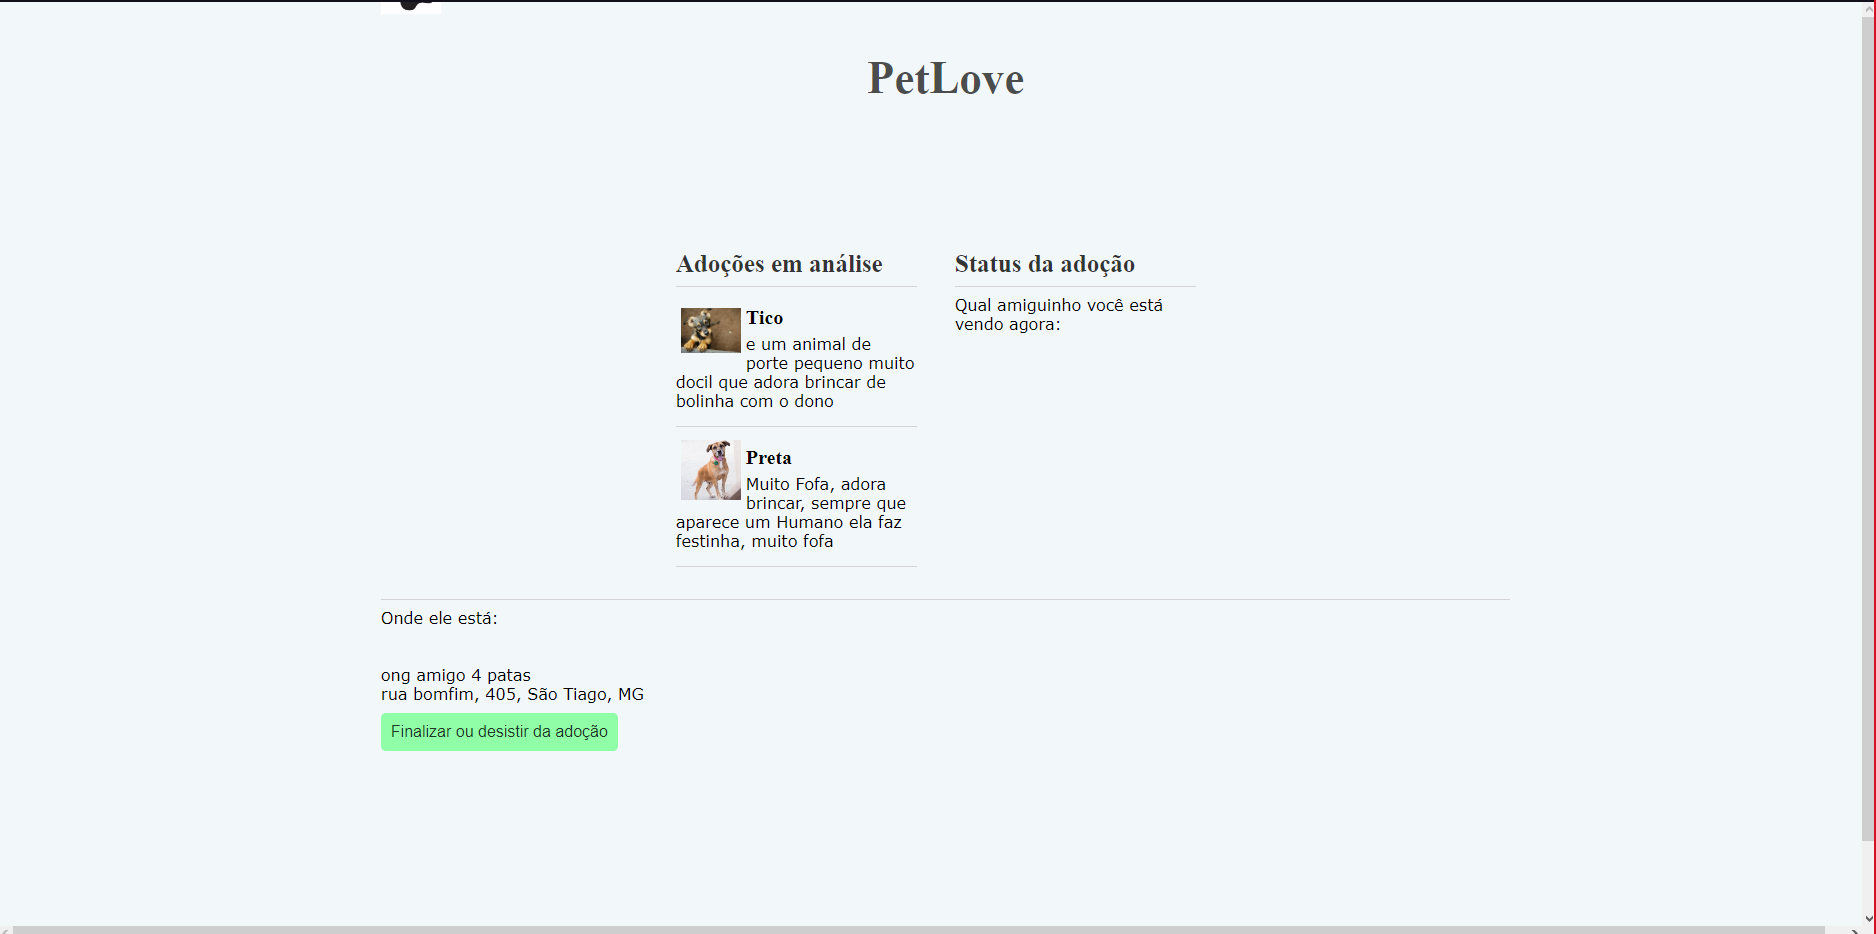 PetLove
Adoções em análise
Tico
e um animal de
porte pequeno muito
docil que adora brincar de
bolinha com o dono
Preta
Muito Fofa, adora
brincar, sempre que
aparece um Humano ela faz
festinha, muito fofa
Status da adoção
Qual amiguinho você está
vendo agora:
Onde ele está:
ong amigo 4 patas
rua bomfim, 405, São Tiago, MG
Finalizar ou desistir da adoção